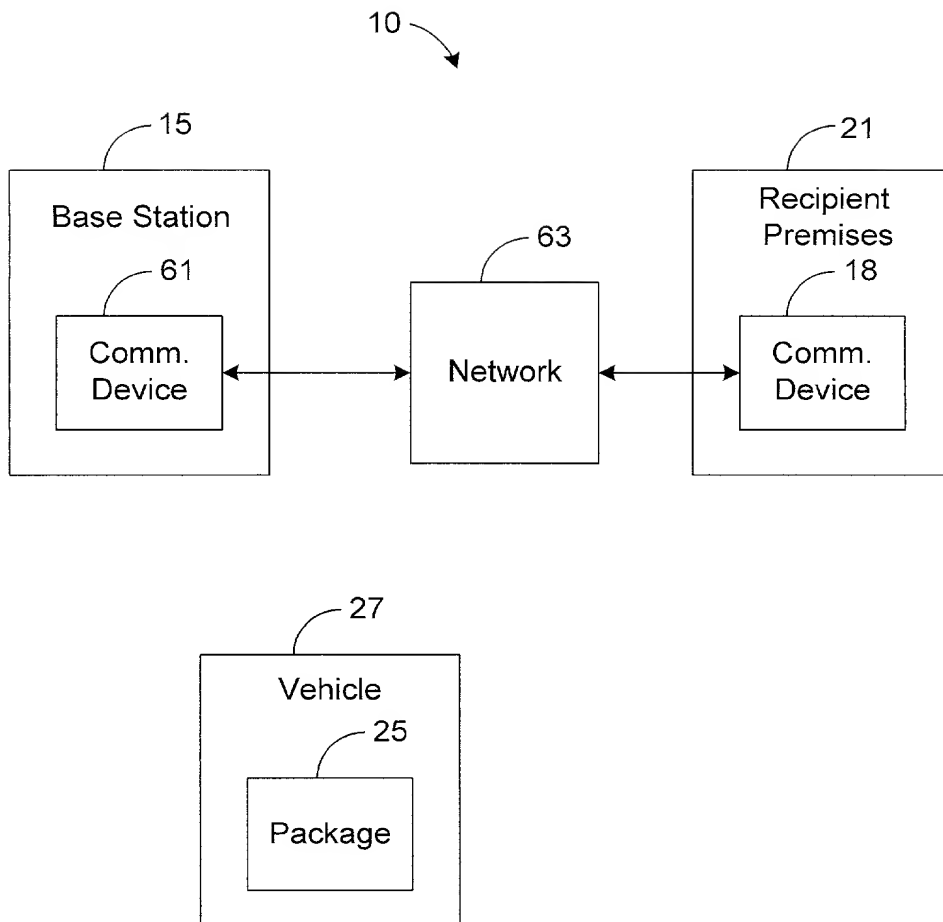 10
15
21
Base Station
Recipient
Premises
63
61
18
Comm.
Device
Network
Comm.
Device
27
Vehicle
25
Package